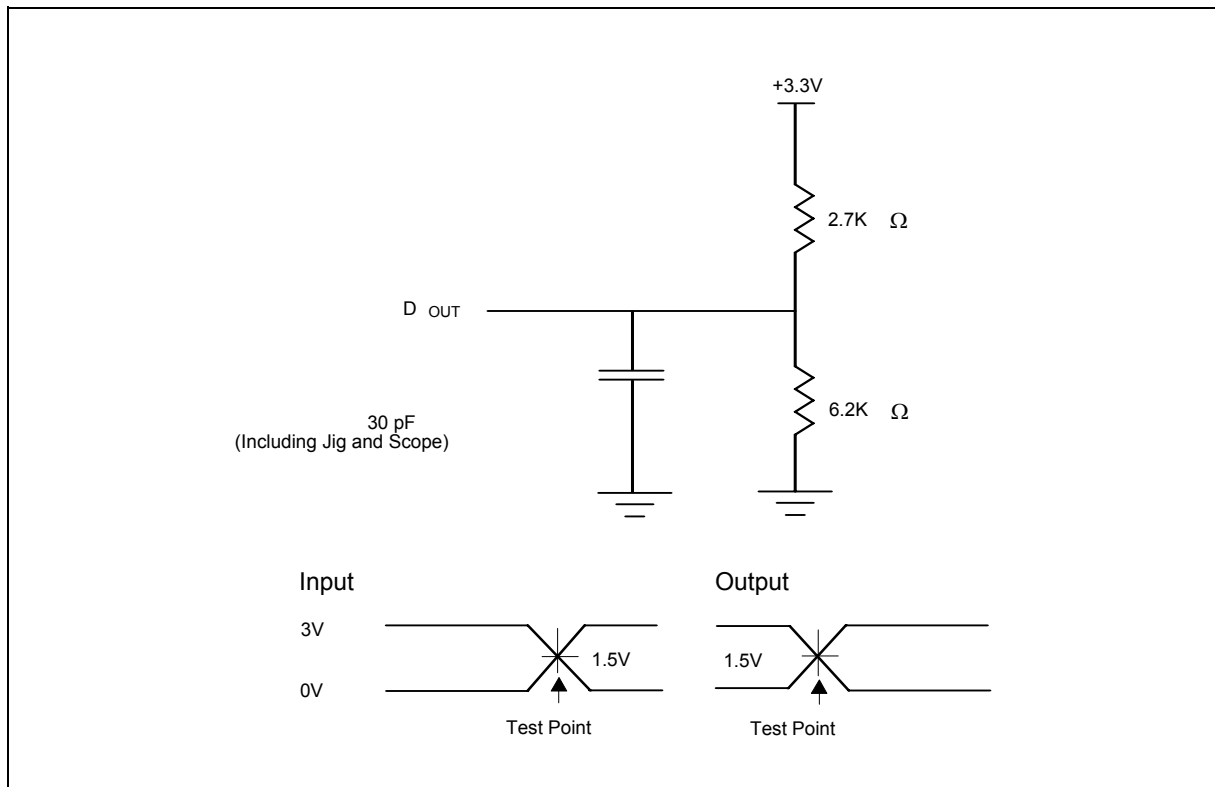 +3.3V
2.7K Ω
D OUT
6.2K Ω
30 pF
(Including Jig and Scope)
Input
Output
3V
1.5V
1.5V
0V
Test Point
Test Point